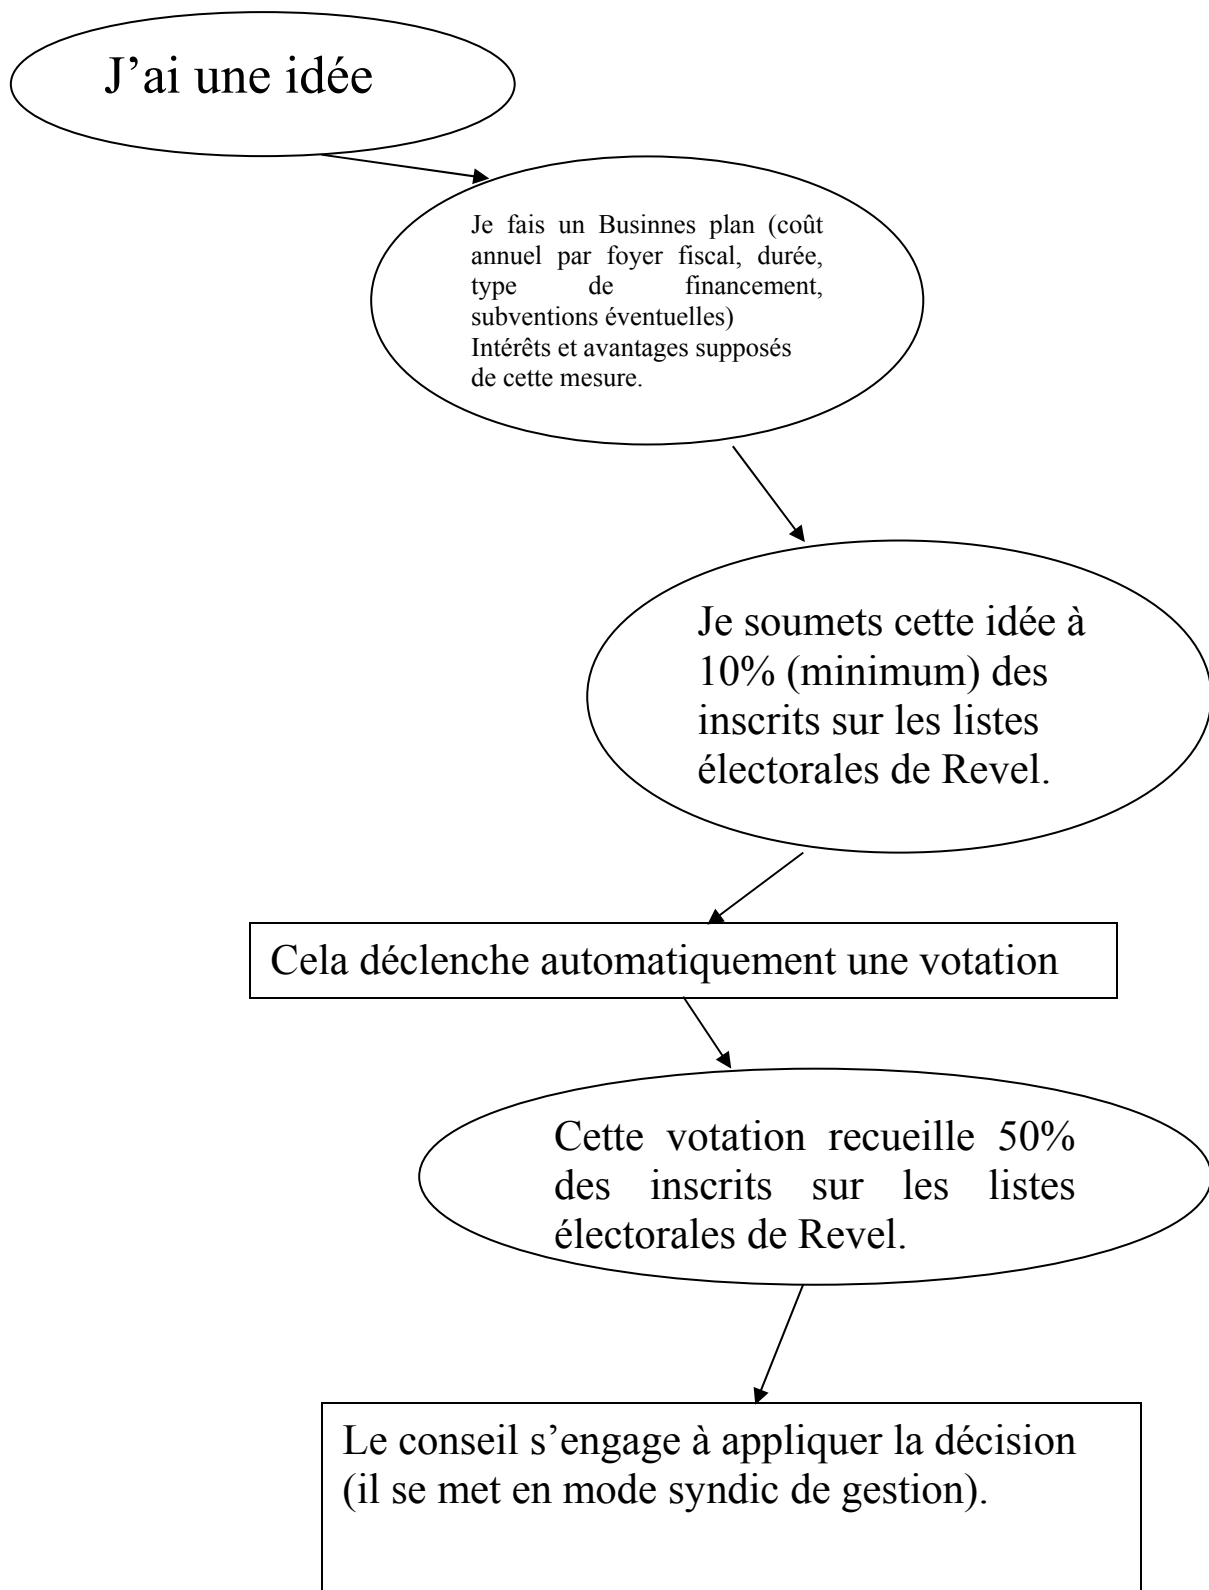 J’ai une idée
Je fais un Businnes plan (coût
annuel par foyer fiscal, durée,
type de financement,
subventions éventuelles)
Intérêts et avantages supposés
de cette mesure.
Je soumets cette idée à
10% (minimum) des
inscrits sur les listes
électorales de Revel.
Cela déclenche automatiquement une votation
Cette votation recueille 50%
des inscrits sur les listes
électorales de Revel.
Le conseil s’engage à appliquer la décision
(il se met en mode syndic de gestion).